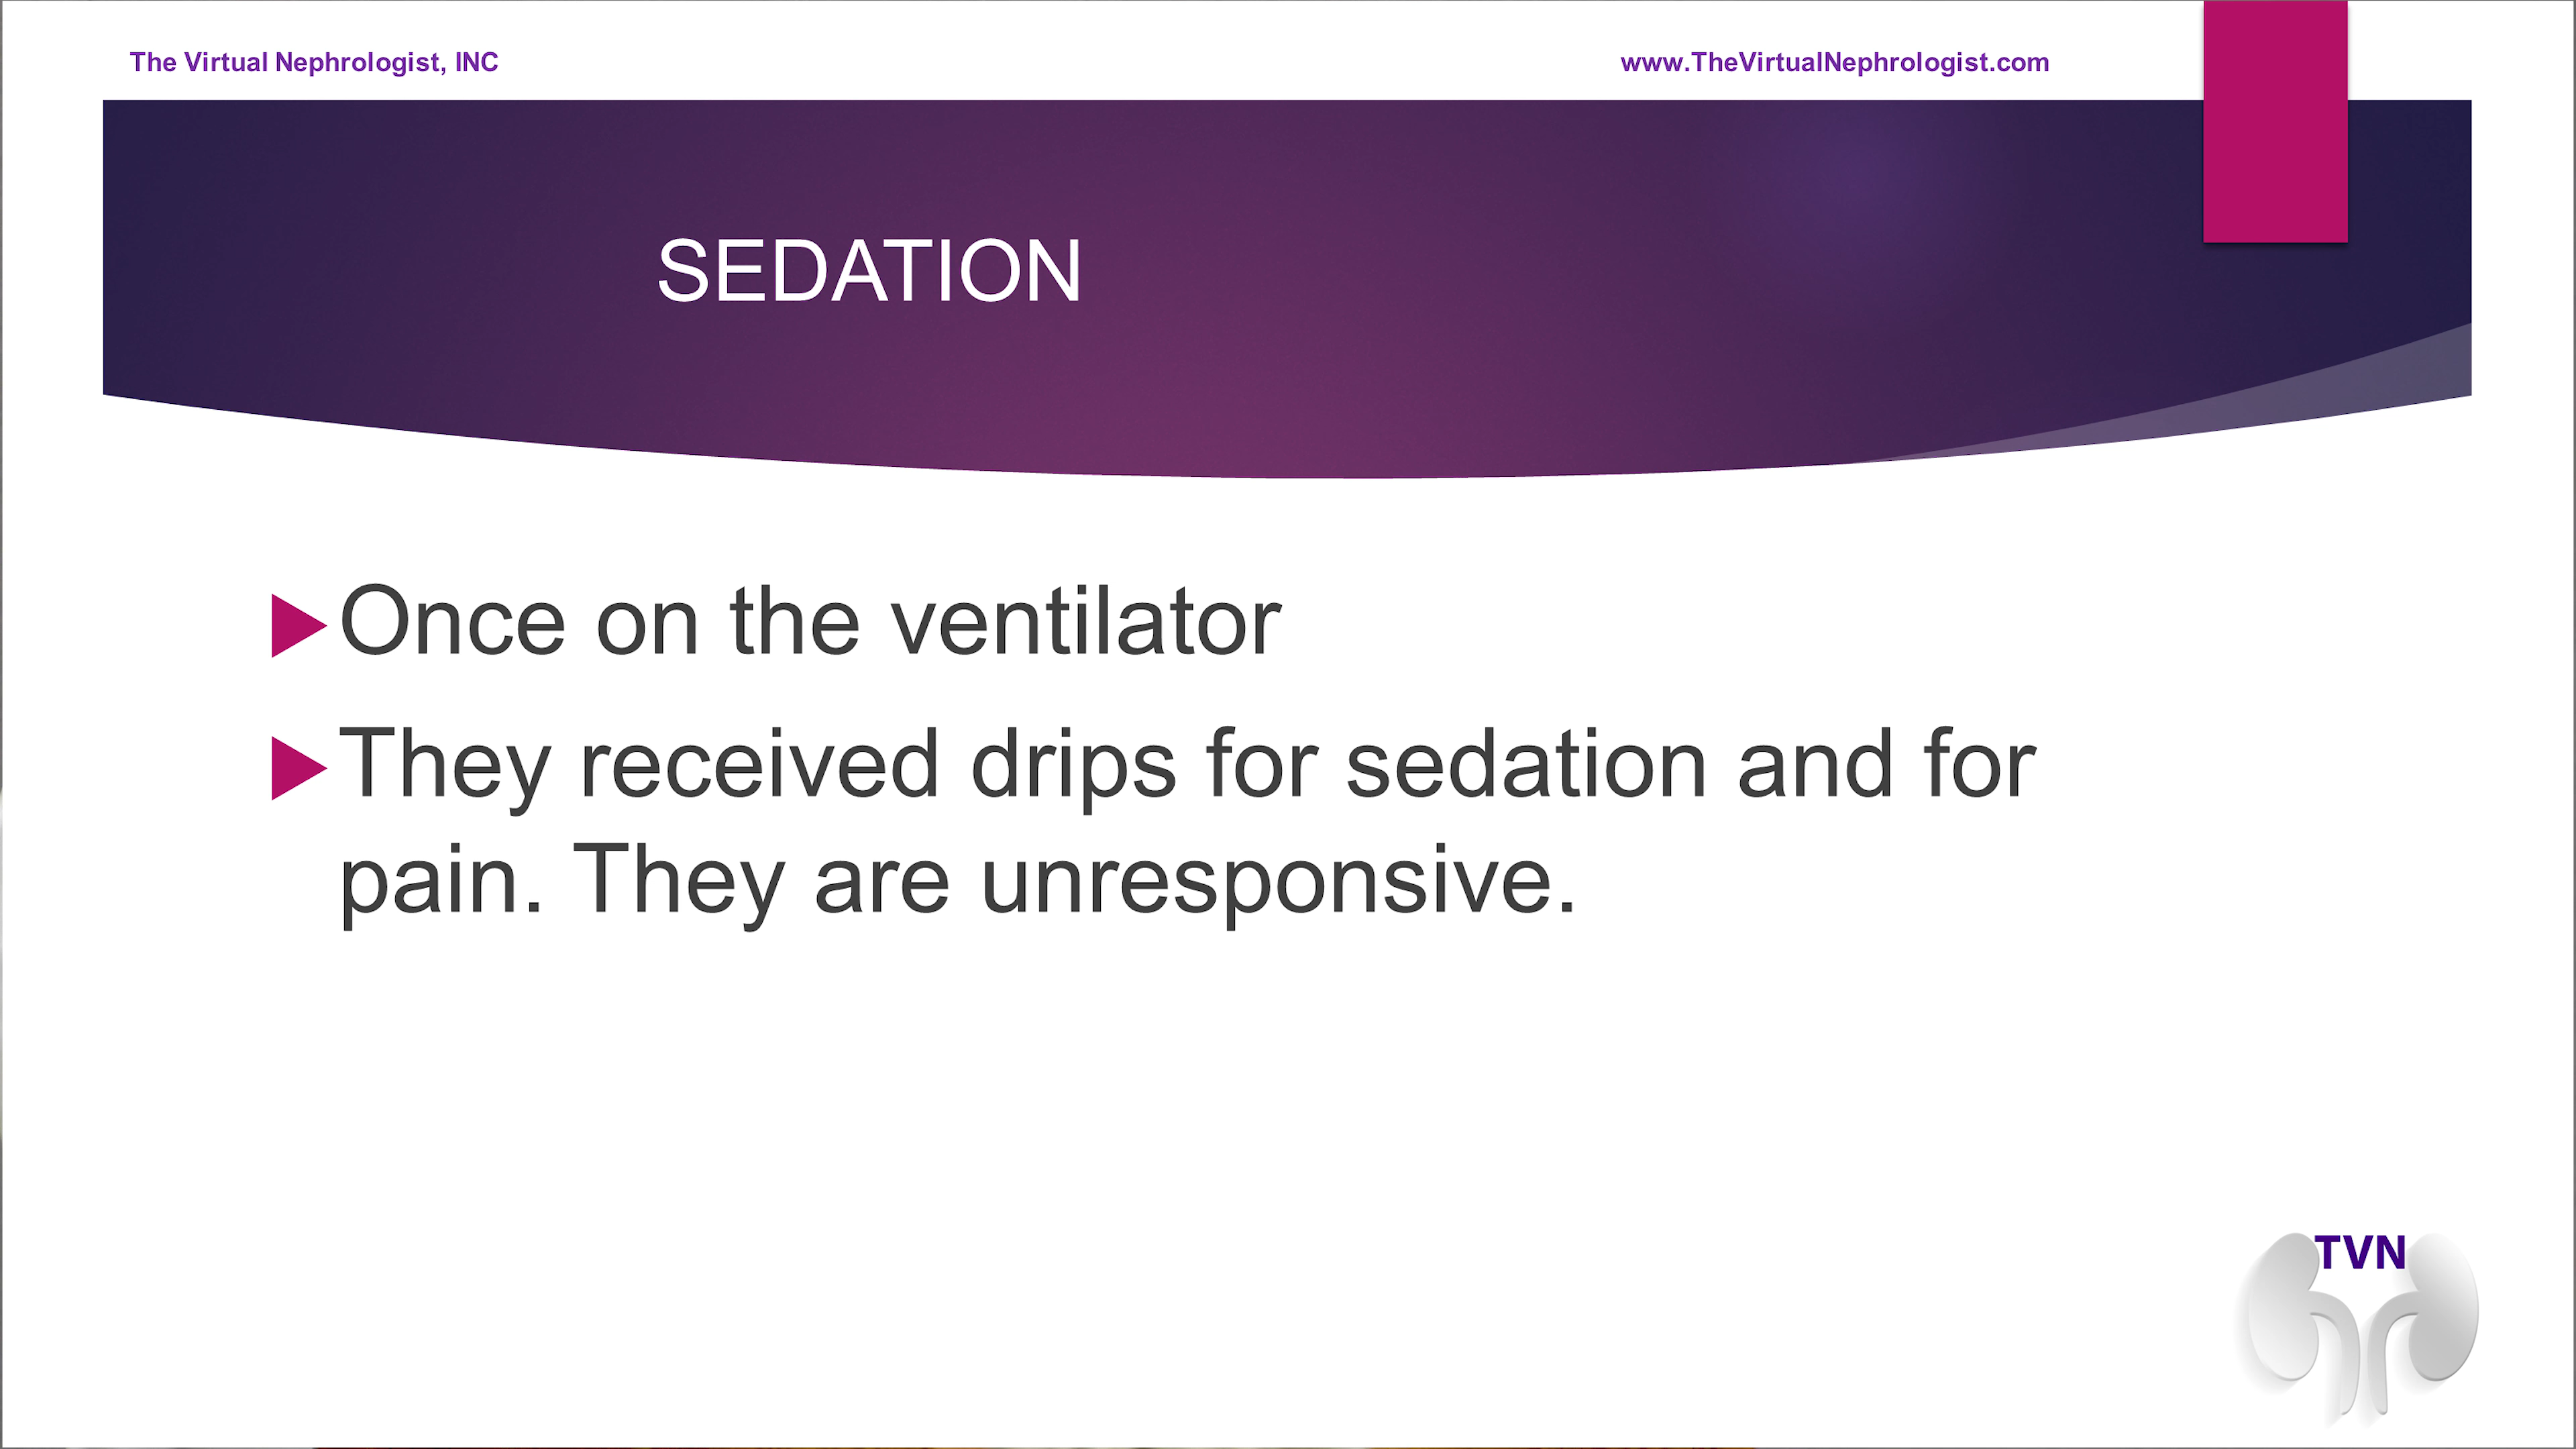 The Virtual Nephrologist, INC
www.TheVirtualNephrologist.com
SEDATION
Once on the ventilator
They received drips for sedation and for
pain. They are unresponsive.
TVN